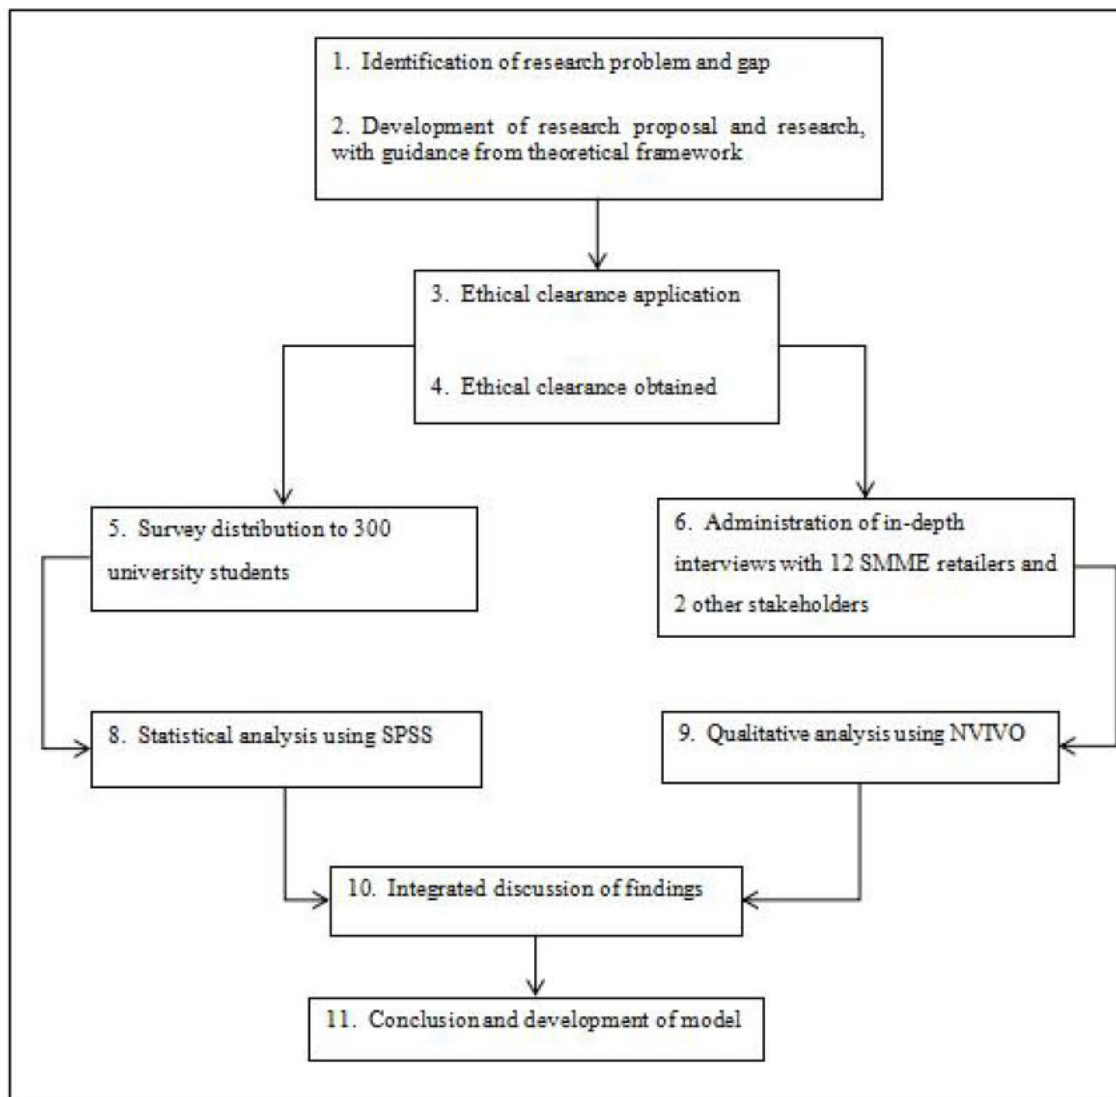 1. Identification of research problem and gap
2. Development of research proposal and research,
with guidance from theoretical framework
3. Ethical clearance application
4. Ethical clearance obtained
5. Survey distribution to 300
university students
6. Administration of in-depth
interviews with 12 SMME retailers and
2 other stakeholders
8. Statistical analysis using SPSS
9. Qualitative analysis using NVIVO
10. Integrated discussion of findings
11. Conclusion and development of model